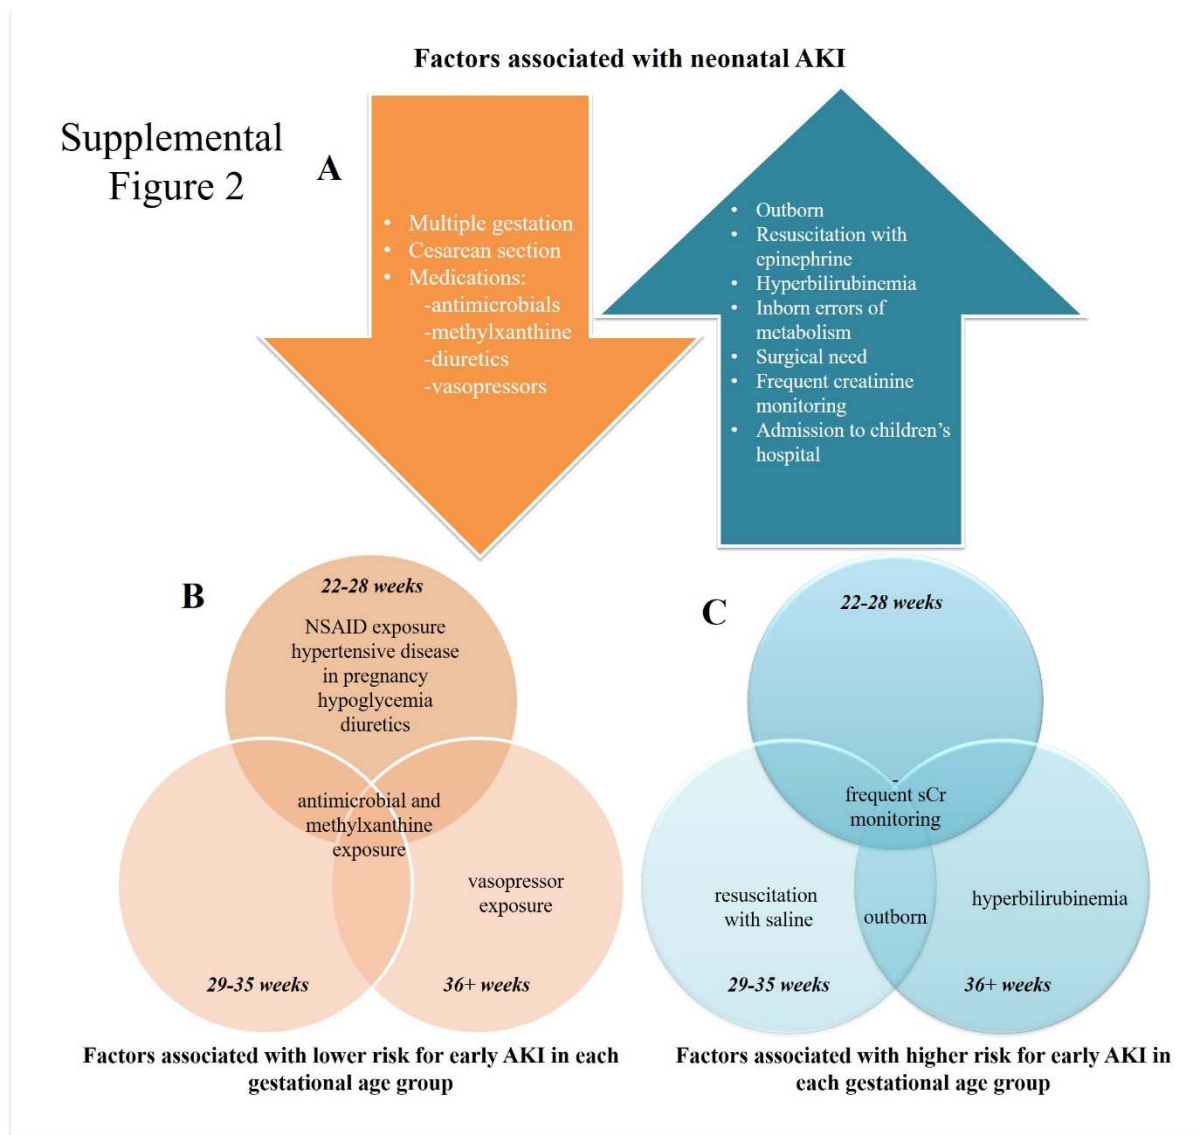 Factors associated with neonatal AKI
Supplemental
Figure 2
A
• Multiple gestation
• Cesarean section
• Medications:
-antimicrobials
-methylxanthine
-diuretics
-vasopressors
• Outborn
• Resuscitation with
epinephrine
• Hyperbilirubinemia
• Inborn errors of
metabolism
• Surgical need
• Frequent creatinine
monitoring
• Admission to children's
hospital
B
22-28 weeks
NSAID exposure
hypertensive disease
in pregnancy
hypoglycemia
diuretics
antimicrobial and
methylxanthine
exposure
vasopressor
exposure
29-35 weeks
36+ weeks
Factors associated with lower risk for early AKI in each
gestational age group
C
22-28 weeks
-
frequent sCr
monitoring
resuscitation
with saline
outborn
hyperbilirubinemia
29-35 weeks
36+ weeks
Factors associated with higher risk for early AKI in
each gestational age group